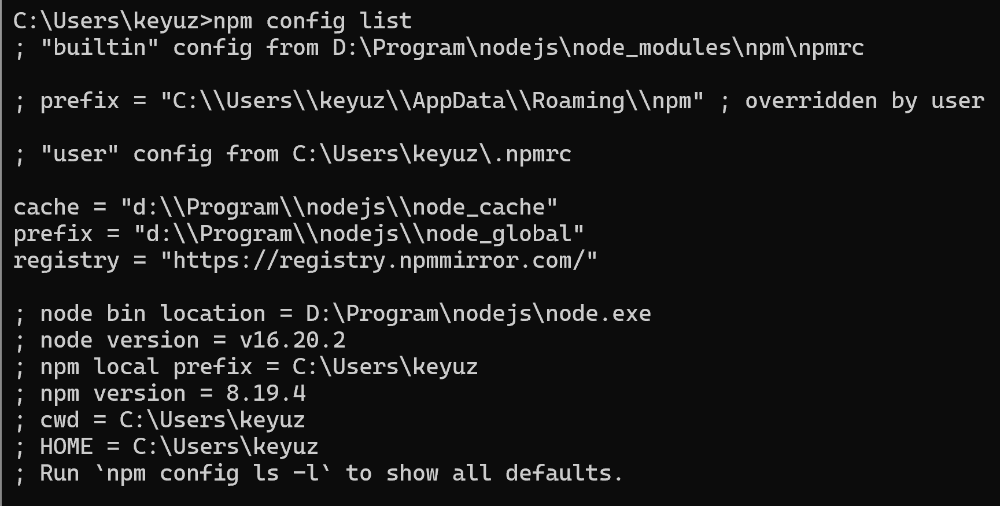 C:\Users\keyuz>npm config list
; "builtin" config from D:\Program\nodejs\node_modules\npm\npmrc
; prefix = "C:\\Users\\keyuz\\AppData\\Roaming\\npm" ; overridden by user
; "user" config from C:\Users\keyuz\.npmrc
cache = "d:\\Program\\nodejs\\node_cache"
prefix = "d:\\Program\\nodejs\\node_global"
registry = "https://registry.npmmirror.com/"
; node bin location = D:\Program\nodejs\node.exe
; node version = v16.20.2
; npm local prefix = C:\Users\keyuz
; npm version = 8.19.4
; cwd = C:\Users\keyuz
; HOME = C:\Users\keyuz
; Run `npm config ls -l` to show all defaults.